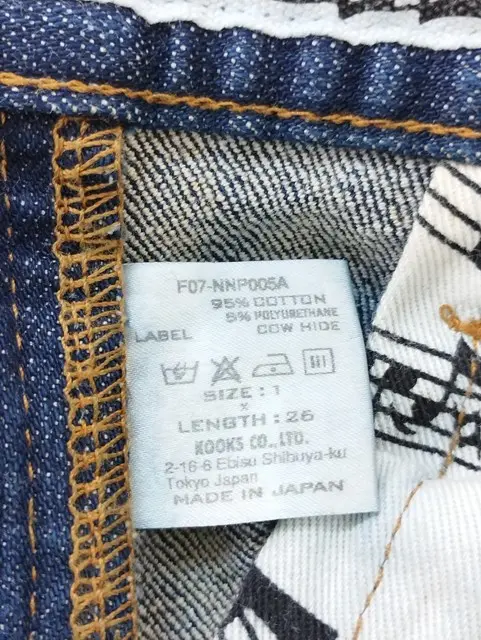 F07-NNP005A
95% COTTON
5% POLYURETHANE
LABEL COW HIDE
SIZE : 1
x
LENGTH : 26
KOOKS CO., LTD.
2-16-6 Ebisu Shibuya-ku
Tokyo Japan
MADE IN JAPAN